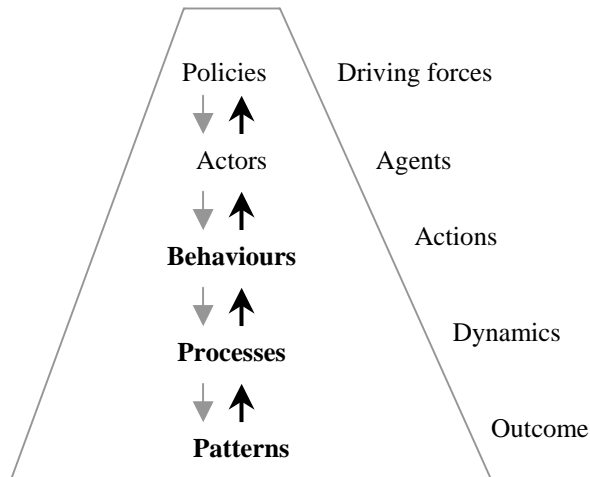 Policies Driving forces
Actors Agents
Actions
Behaviours
Dynamics
Processes
Outcome
Patterns